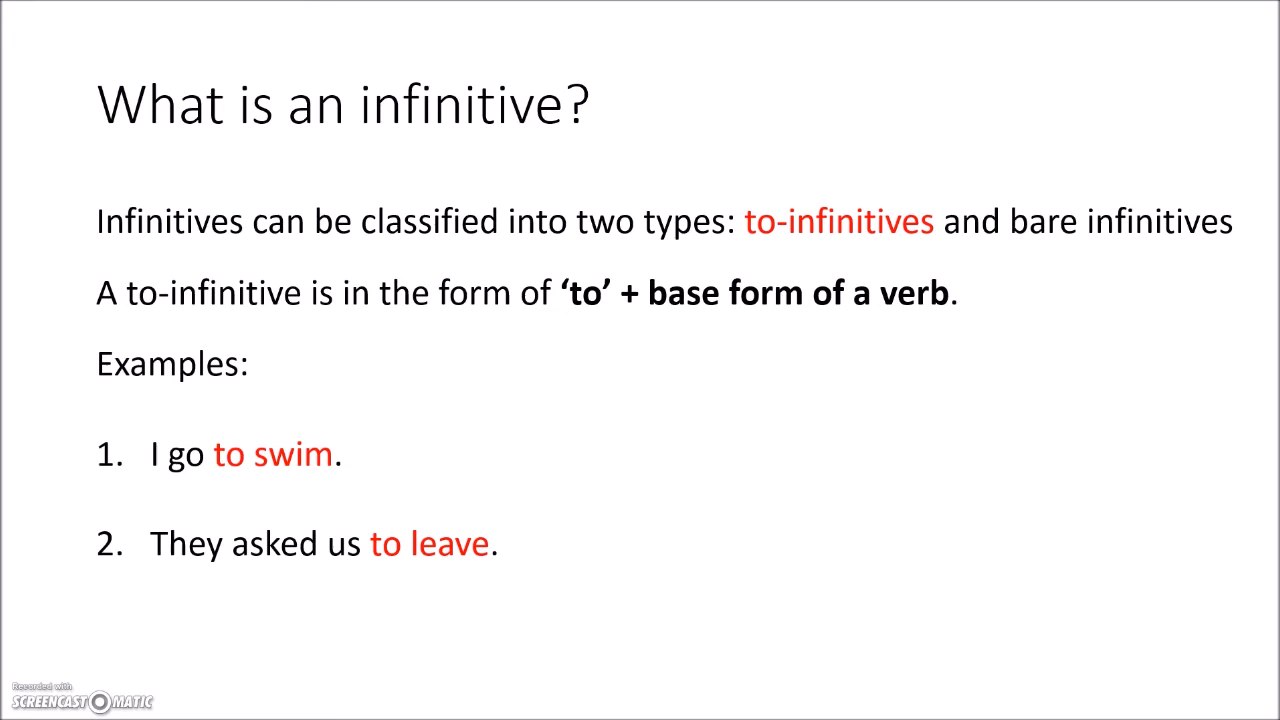 What is an infinitive?
Infinitives can be classified into two types: to-infinitives and bare infinitives
A to-infinitive is in the form of ‘to’ + base form of a verb.
Examples:
1. I go to swim.
2. They asked us to leave.
Recorded with
SCREENCAST MATIC